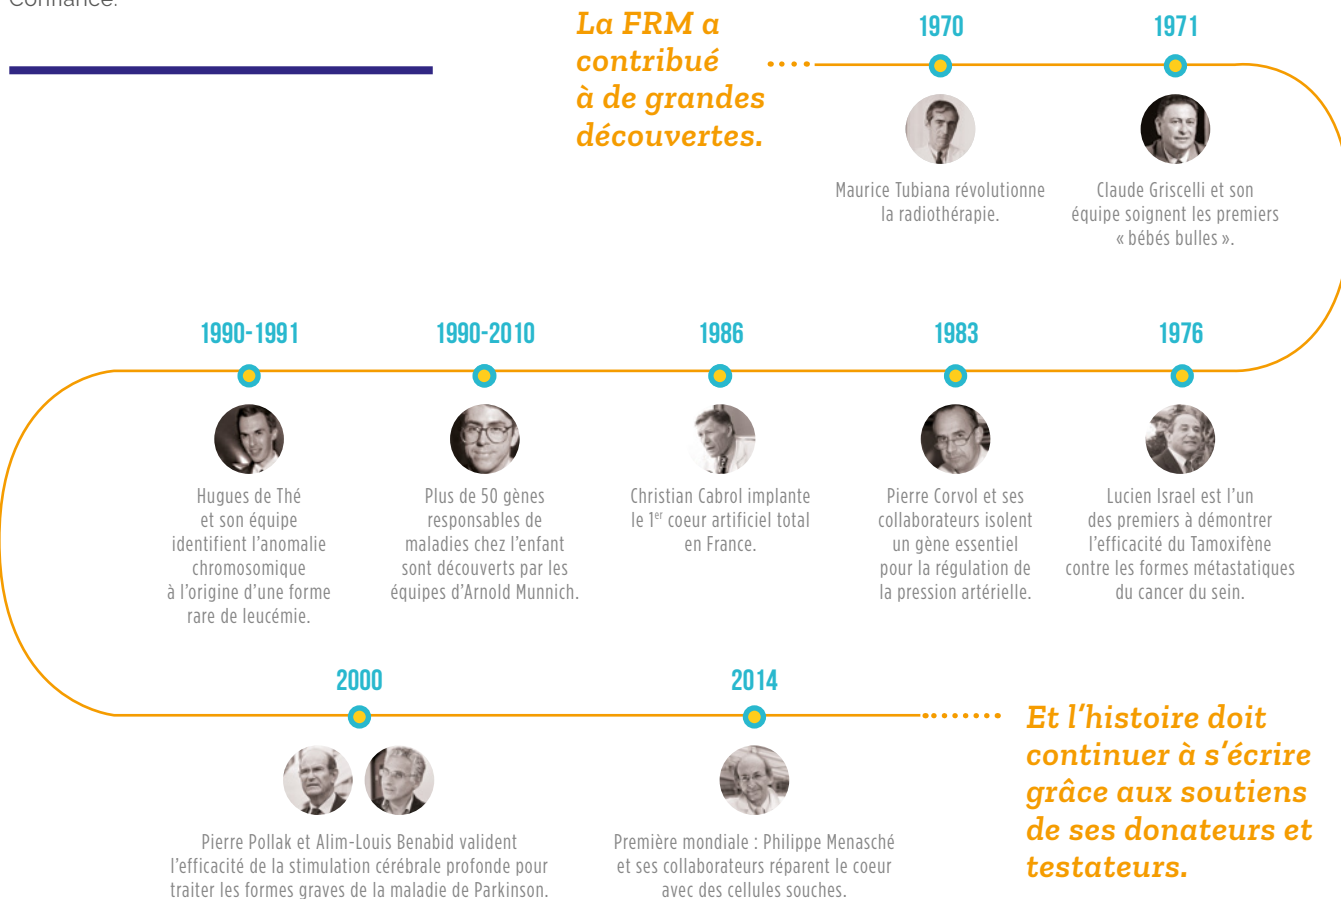 Confiance.
La FRM a
contribué
à de grandes
découvertes.
1970
Maurice Tubiana révolutionne
la radiothérapie.
1971
Claude Griscelli et son
équipe soignent les premiers
« bébés bulles ».
1976
Lucien Israel est l'un
des premiers à démontrer
l'efficacité du Tamoxifène
contre les formes métastatiques
du cancer du sein.
1983
Pierre Corvol et ses
collaborateurs isolent
un gène essentiel
pour la régulation de
la pression artérielle.
1986
Christian Cabrol implante
le 1er coeur artificiel total
en France.
1990-2010
Plus de 50 gènes
responsables de
maladies chez l'enfant
sont découverts par les
équipes d'Arnold Munnich.
1990-1991
Hugues de Thé
et son équipe
identifient l'anomalie
chromosomique
à l'origine d'une forme
rare de leucémie.
2000
Pierre Pollak et Alim-Louis Benabid valident
l'efficacité de la stimulation cérébrale profonde pour
traiter les formes graves de la maladie de Parkinson.
2014
Première mondiale : Philippe Menasché
et ses collaborateurs réparent le coeur
avec des cellules souches.
Et l'histoire doit
continuer à s'écrire
grâce aux soutiens
de ses donateurs et
testateurs.